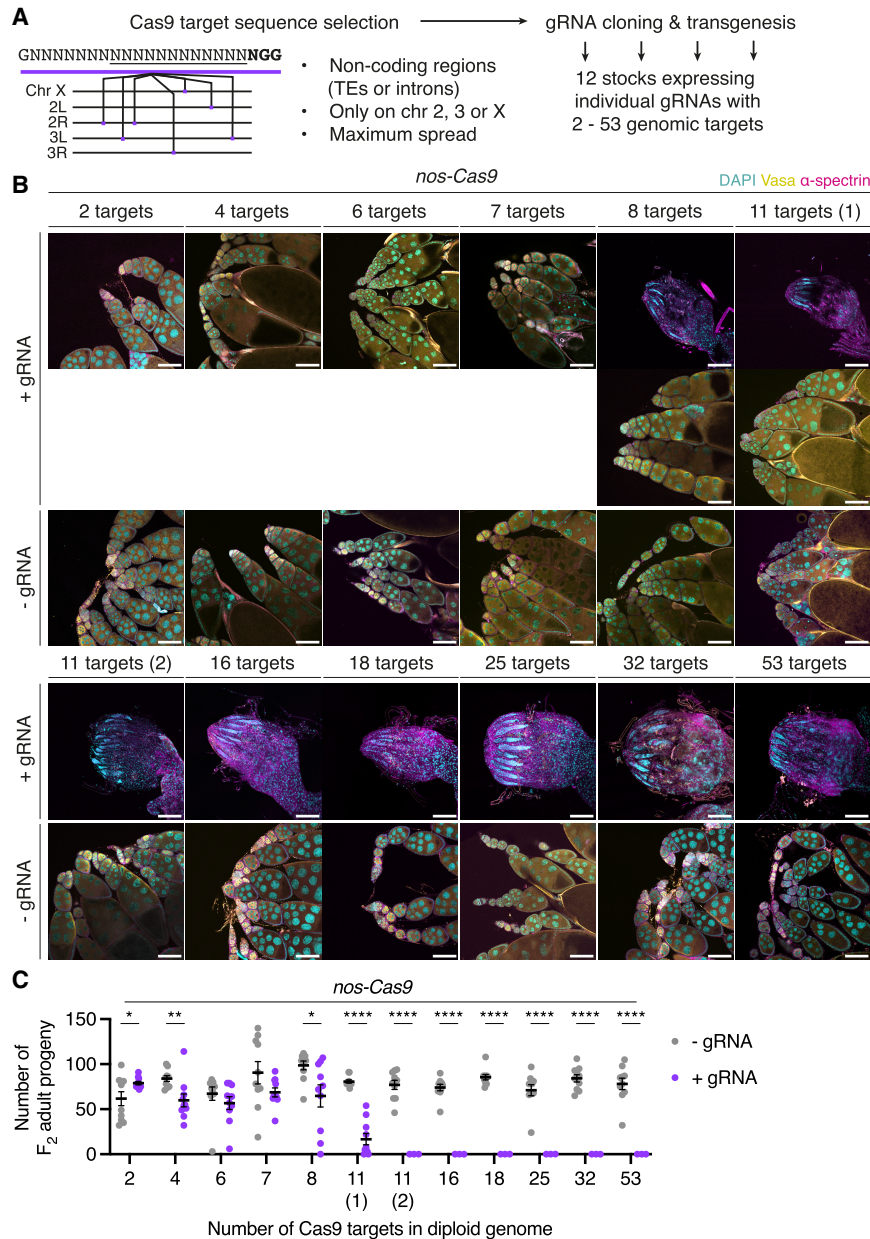 A
Cas9 target sequence selection
gRNA cloning & transgenesis
GNNNNNNNNNNNNNNNNNNNNNGG
Chr X
2L
2R
3L
3R
• Non-coding regions
(TEs or introns)
• Only on chr 2, 3 or X
• Maximum spread
12 stocks expressing
individual gRNAs with
2 - 53 genomic targets
B
nos-Cas9
DAPI Vasa α-spectrin
2 targets 4 targets 6 targets 7 targets 8 targets 11 targets (1)
+ gRNA
- gRNA
11 targets (2) 16 targets 18 targets 25 targets 32 targets 53 targets
+ gRNA
- gRNA
C
nos-Cas9
* ** * **** **** **** **** **** **** ****
150
100
50
0
Number of
F2 adult progeny
- gRNA
+ gRNA
2 4 6 7 8 11 11 16 18 25 32 53
(1) (2)
Number of Cas9 targets in diploid genome